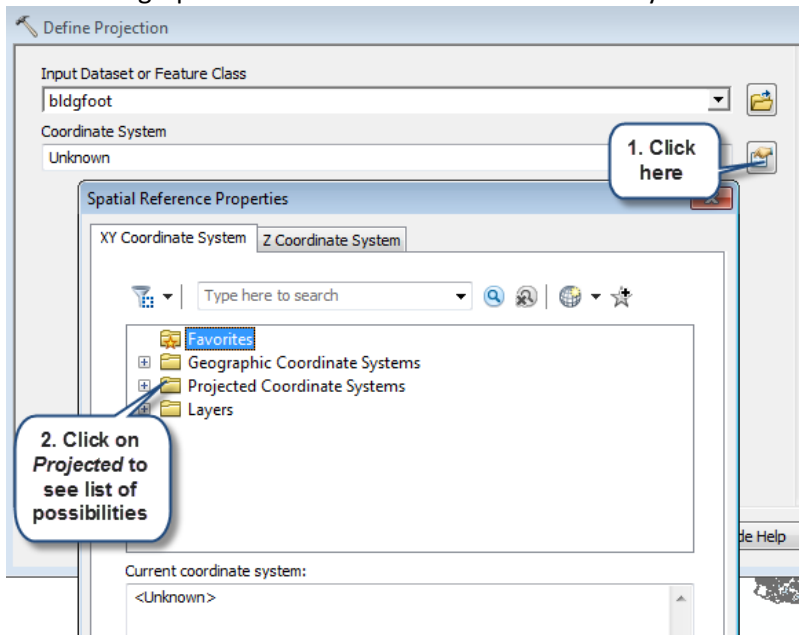 Define Projection
Input Dataset or Feature Class
bldgfoot
Coordinate System
Unknown
1. Click
here
Spatial Reference Properties
XY Coordinate System
Z Coordinate System
Type here to search
Favorites
Geographic Coordinate Systems
Projected Coordinate Systems
Layers
2. Click on
Projected to
see list of
possibilities
de Help
Current coordinate system:
<Unknown>